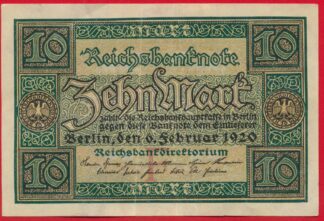 10 10
Reichsbanknote
Zehn Mark
zahlt die Reichsbankhauptkasse in Berlin
gegen diese Banknote dem Einlieferer
Berlin, den 6. Februar 1920
Reichsbankdirektorium
10 10